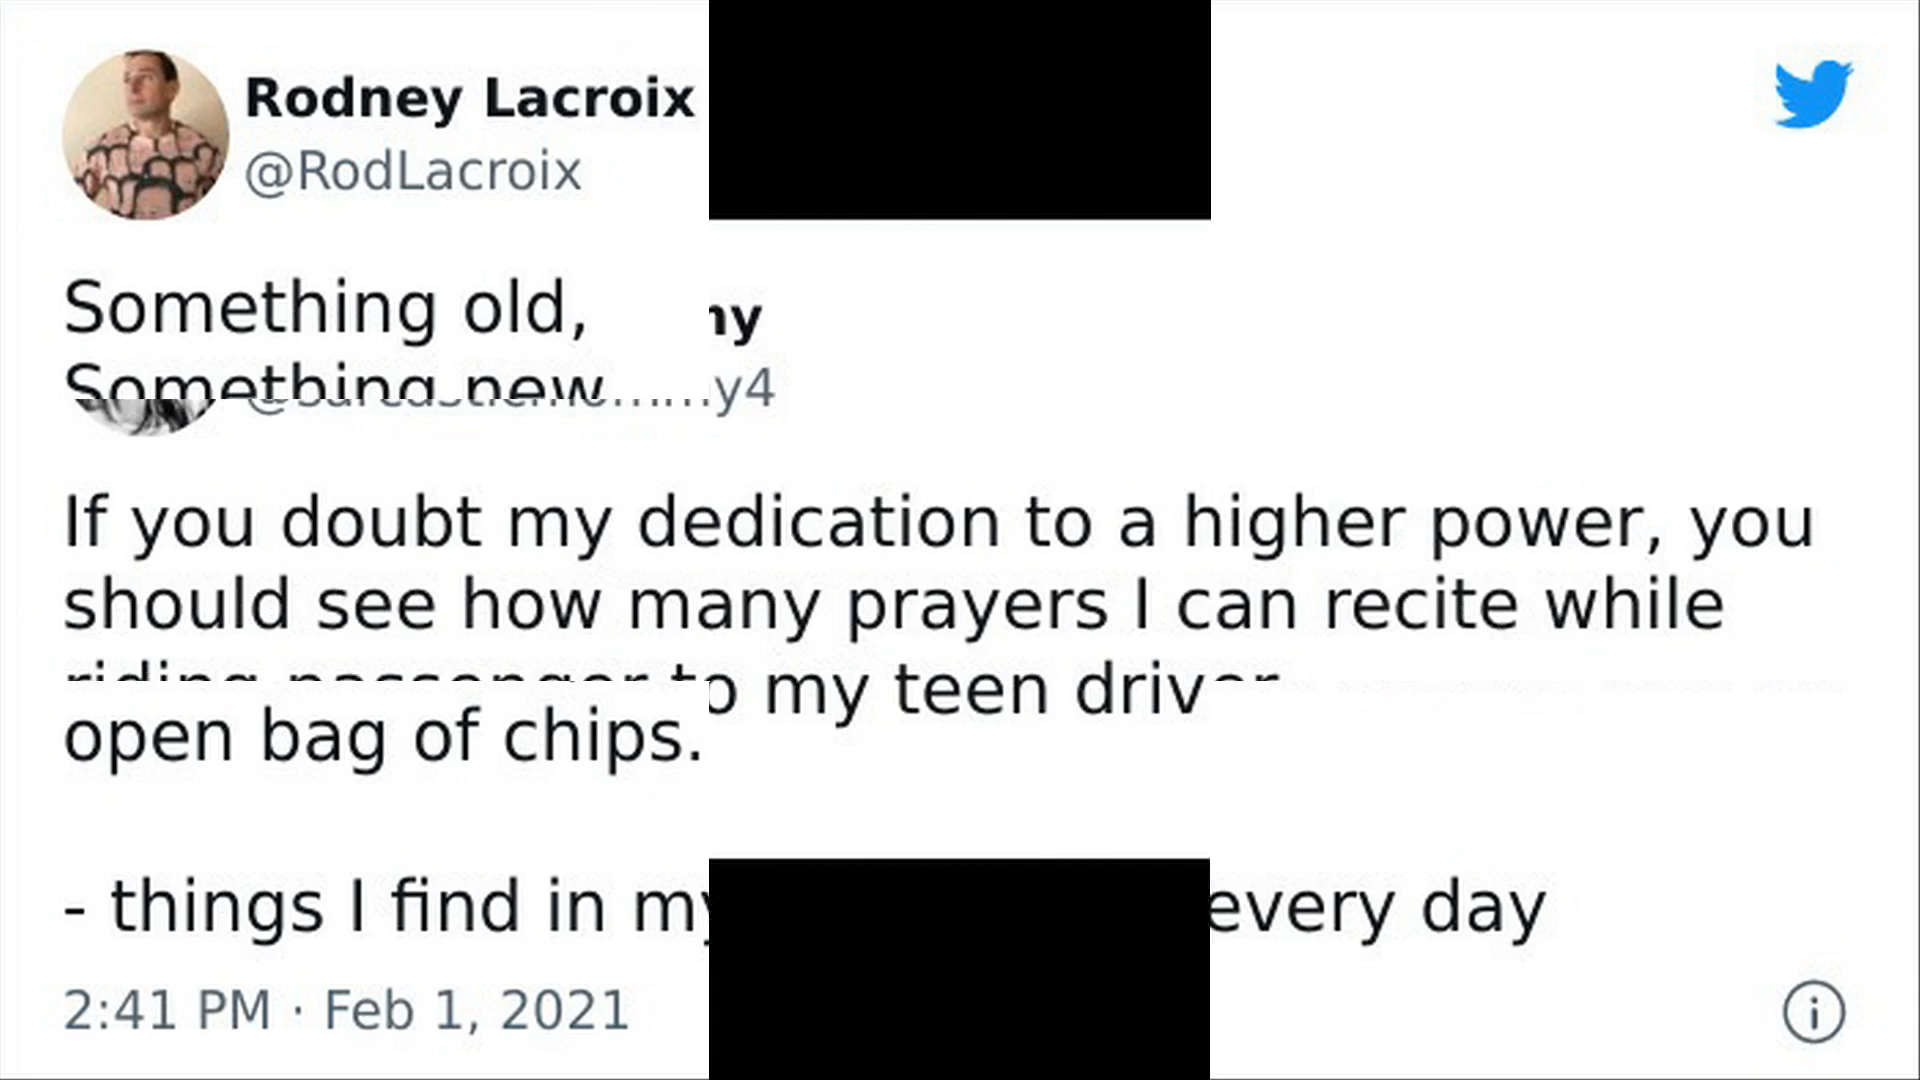 Rodney Lacroix
@RodLacroix
Something old,
Something new
my
y4
If you doubt my dedication to a higher power, you
should see how many prayers I can recite while
riding passenger to my teen driver
open bag of chips.
- things I find in my
every day
2:41 PM · Feb 1, 2021